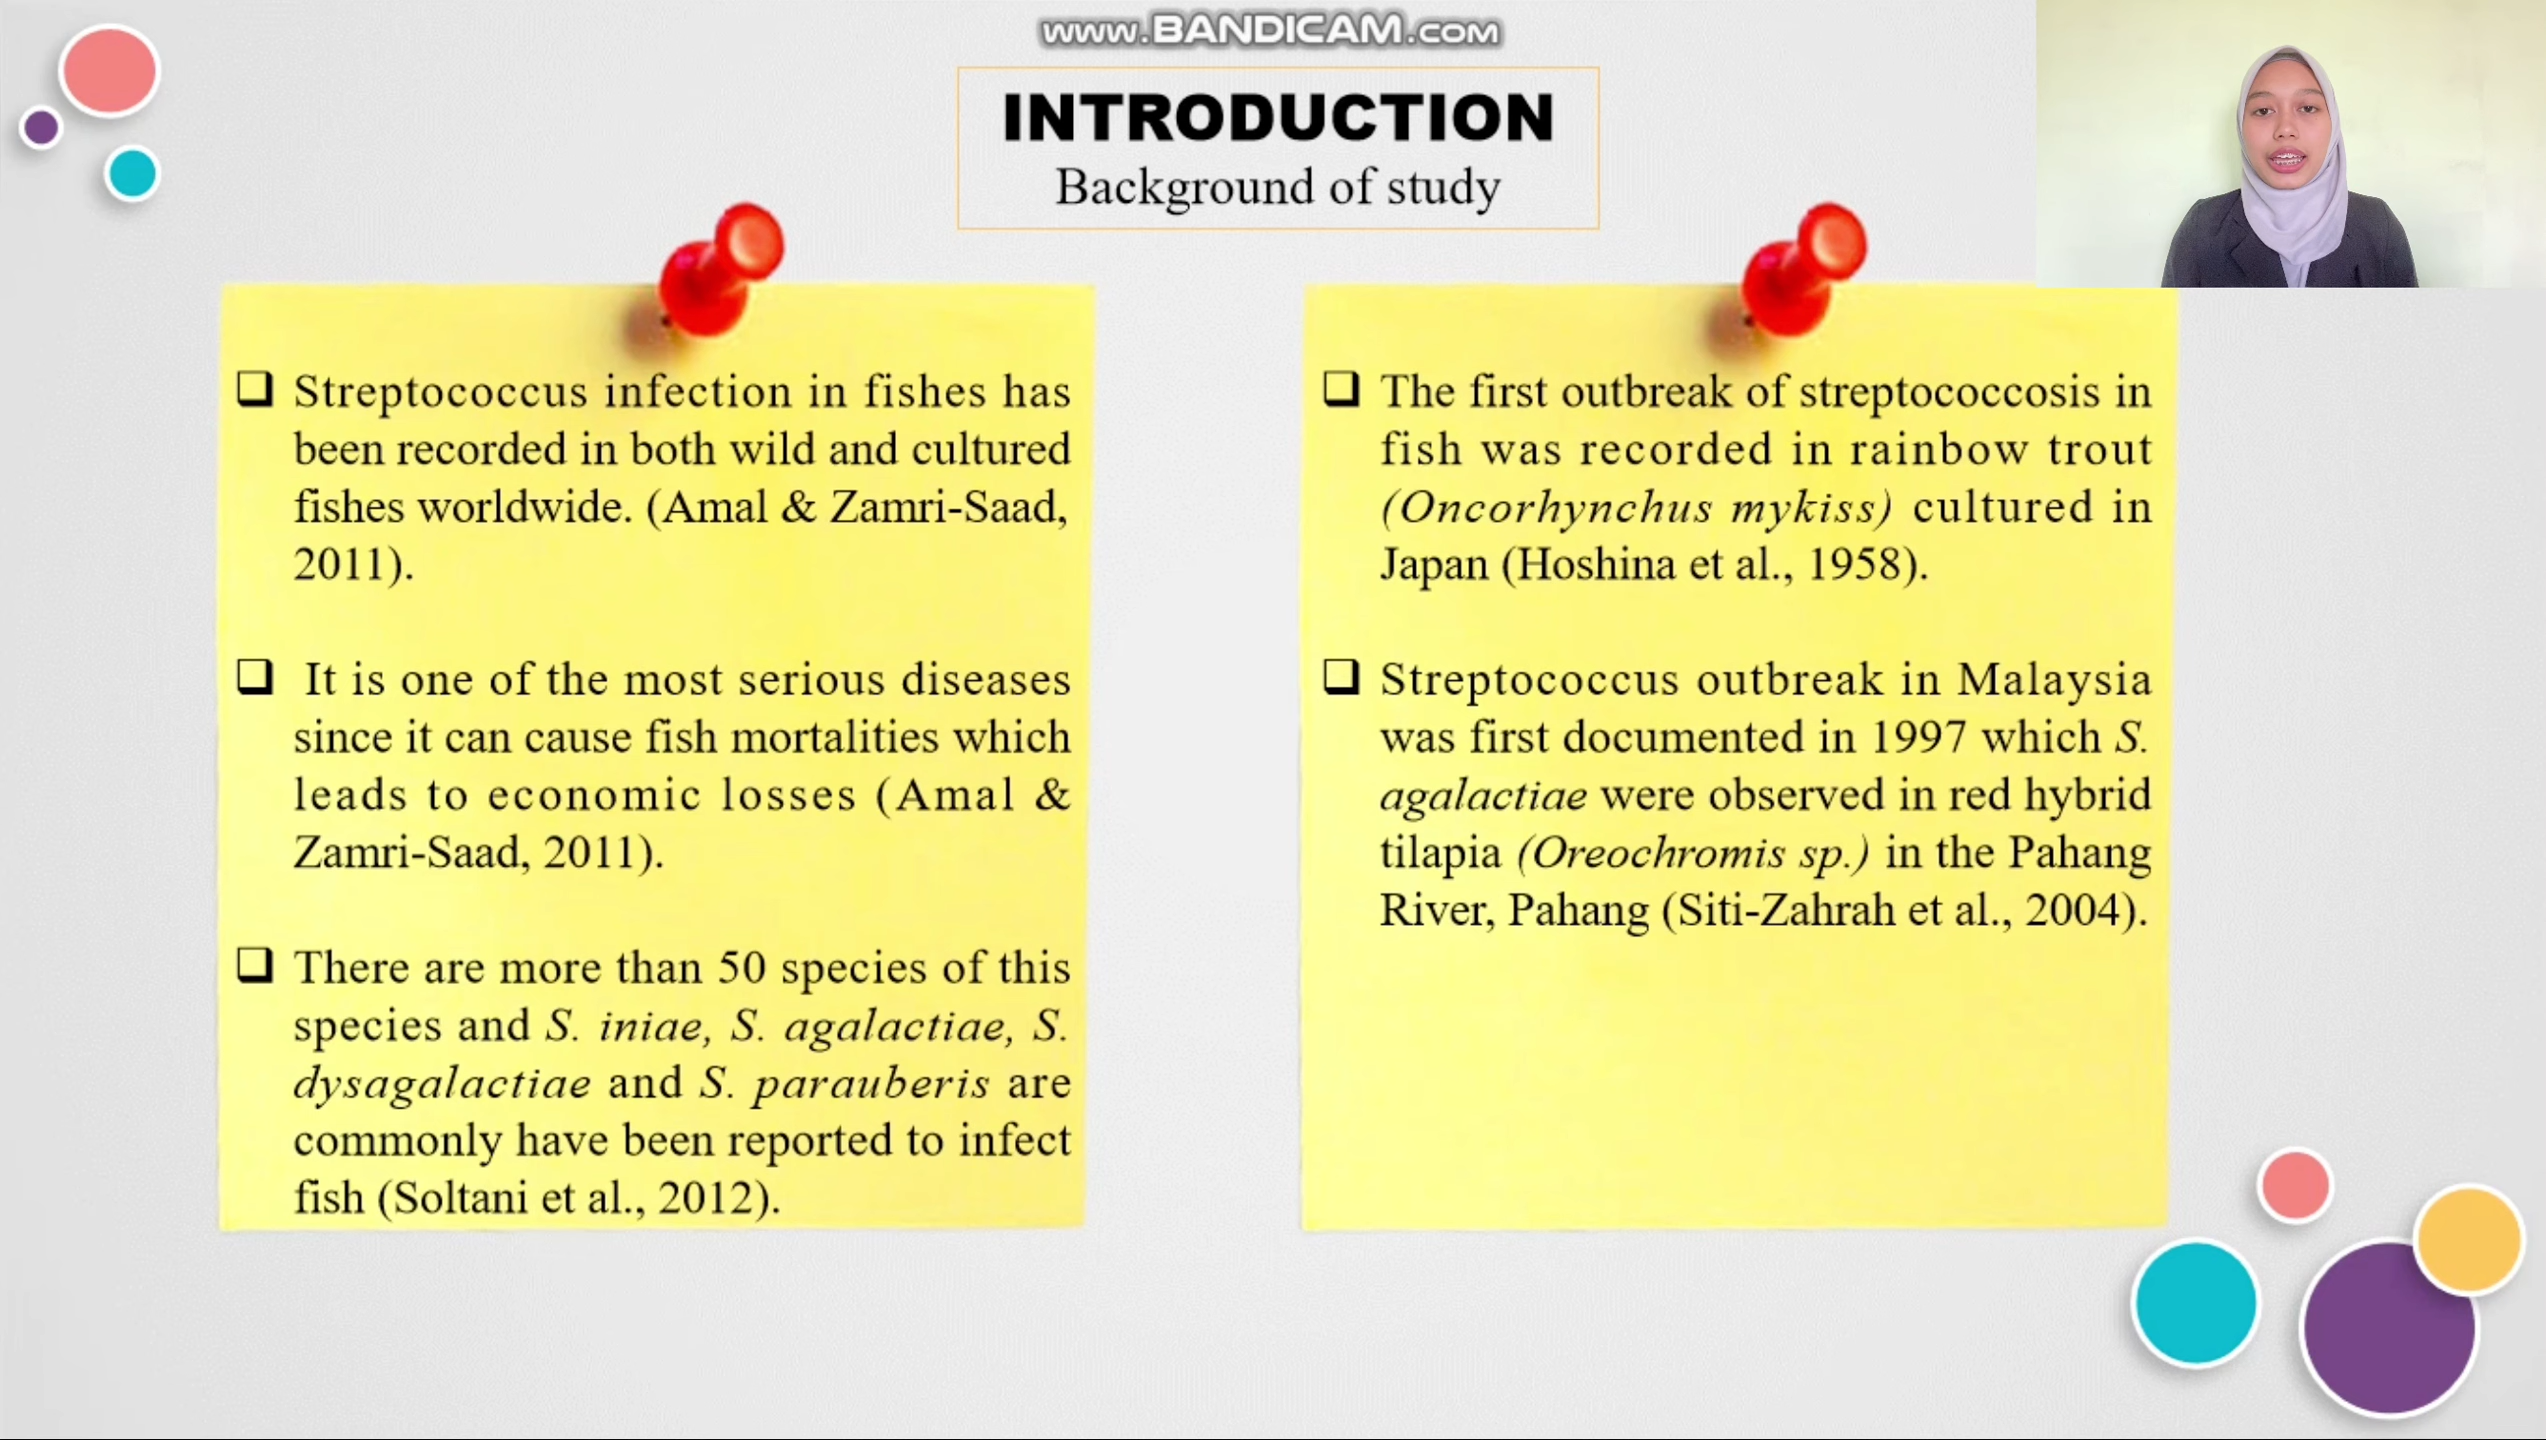 www.BANDICAM.com
INTRODUCTION
Background of study
Streptococcus infection in fishes has
been recorded in both wild and cultured
fishes worldwide. (Amal & Zamri-Saad,
2011).
It is one of the most serious diseases
since it can cause fish mortalities which
leads to economic losses (Amal &
Zamri-Saad, 2011).
There are more than 50 species of this
species and S. iniae, S. agalactiae, S.
dysagalactiae and S. parauberis are
commonly have been reported to infect
fish (Soltani et al., 2012).
The first outbreak of streptococcosis in
fish was recorded in rainbow trout
(Oncorhynchus mykiss) cultured in
Japan (Hoshina et al., 1958).
Streptococcus outbreak in Malaysia
was first documented in 1997 which S.
agalactiae were observed in red hybrid
tilapia (Oreochromis sp.) in the Pahang
River, Pahang (Siti-Zahrah et al., 2004).